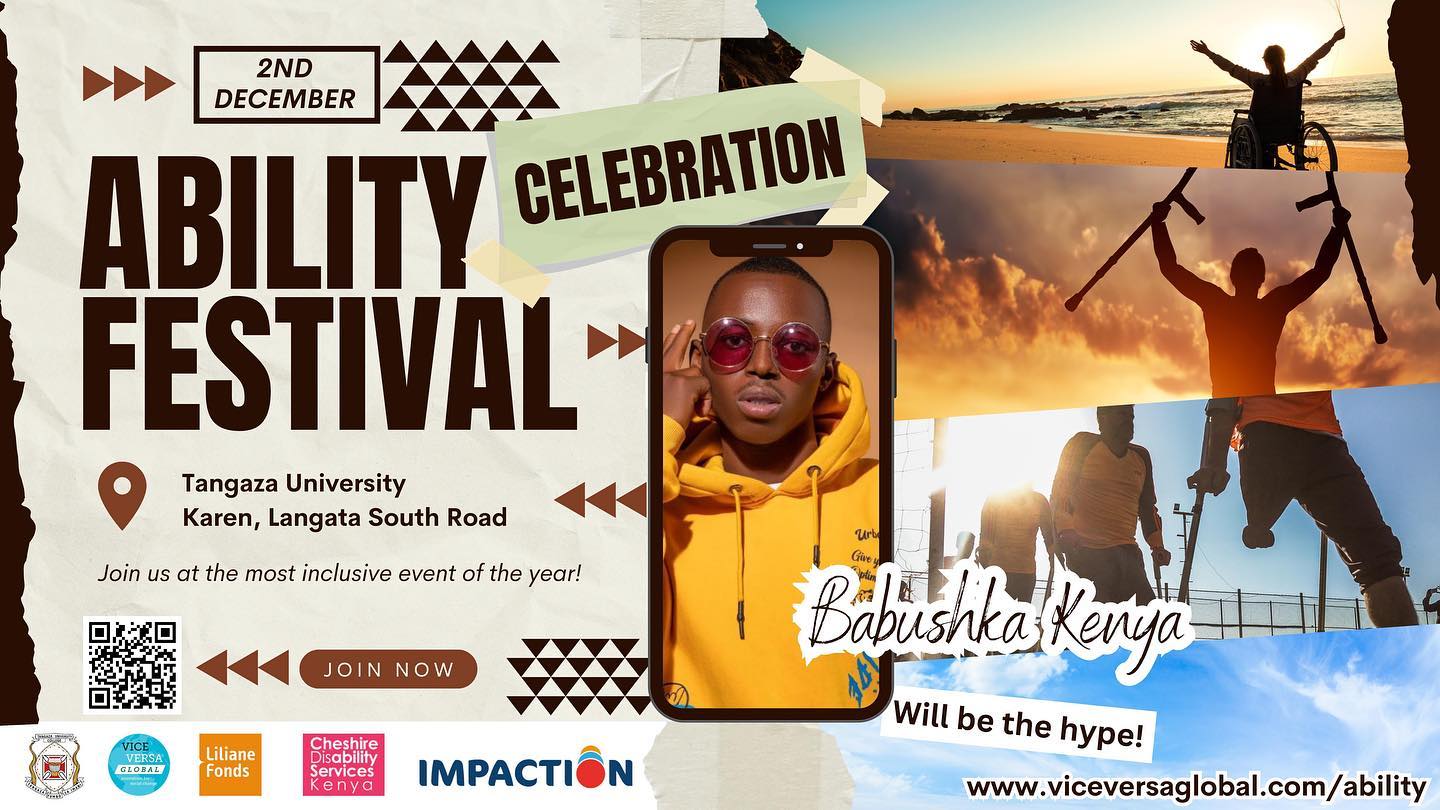 2ND
DECEMBER
CELEBRATION
ABILITY
FESTIVAL
Tangaza University
Karen, Langata South Road
Join us at the most inclusive event of the year!
JOIN NOW
Babushka Kenya
Will be the hype!
www.viceversaglobal.com/ability
VICE
VERSA
GLOBAL
Liliane
Fonds
Cheshire
Disability
Services
Kenya
IMPACTION